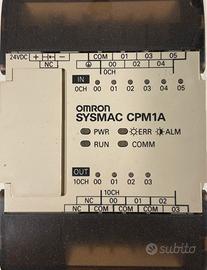 24VDC + - COM 01 03 05
NC 00 02 04
0CH
IN
0CH 00 01 02 03 04 05
OMRON
SYSMAC CPM1A
PWR ERR ALM
RUN COMM
OUT
10CH 00 01 02 03
10CH
NC 00 01 02 03
NC COM COM COM
subito